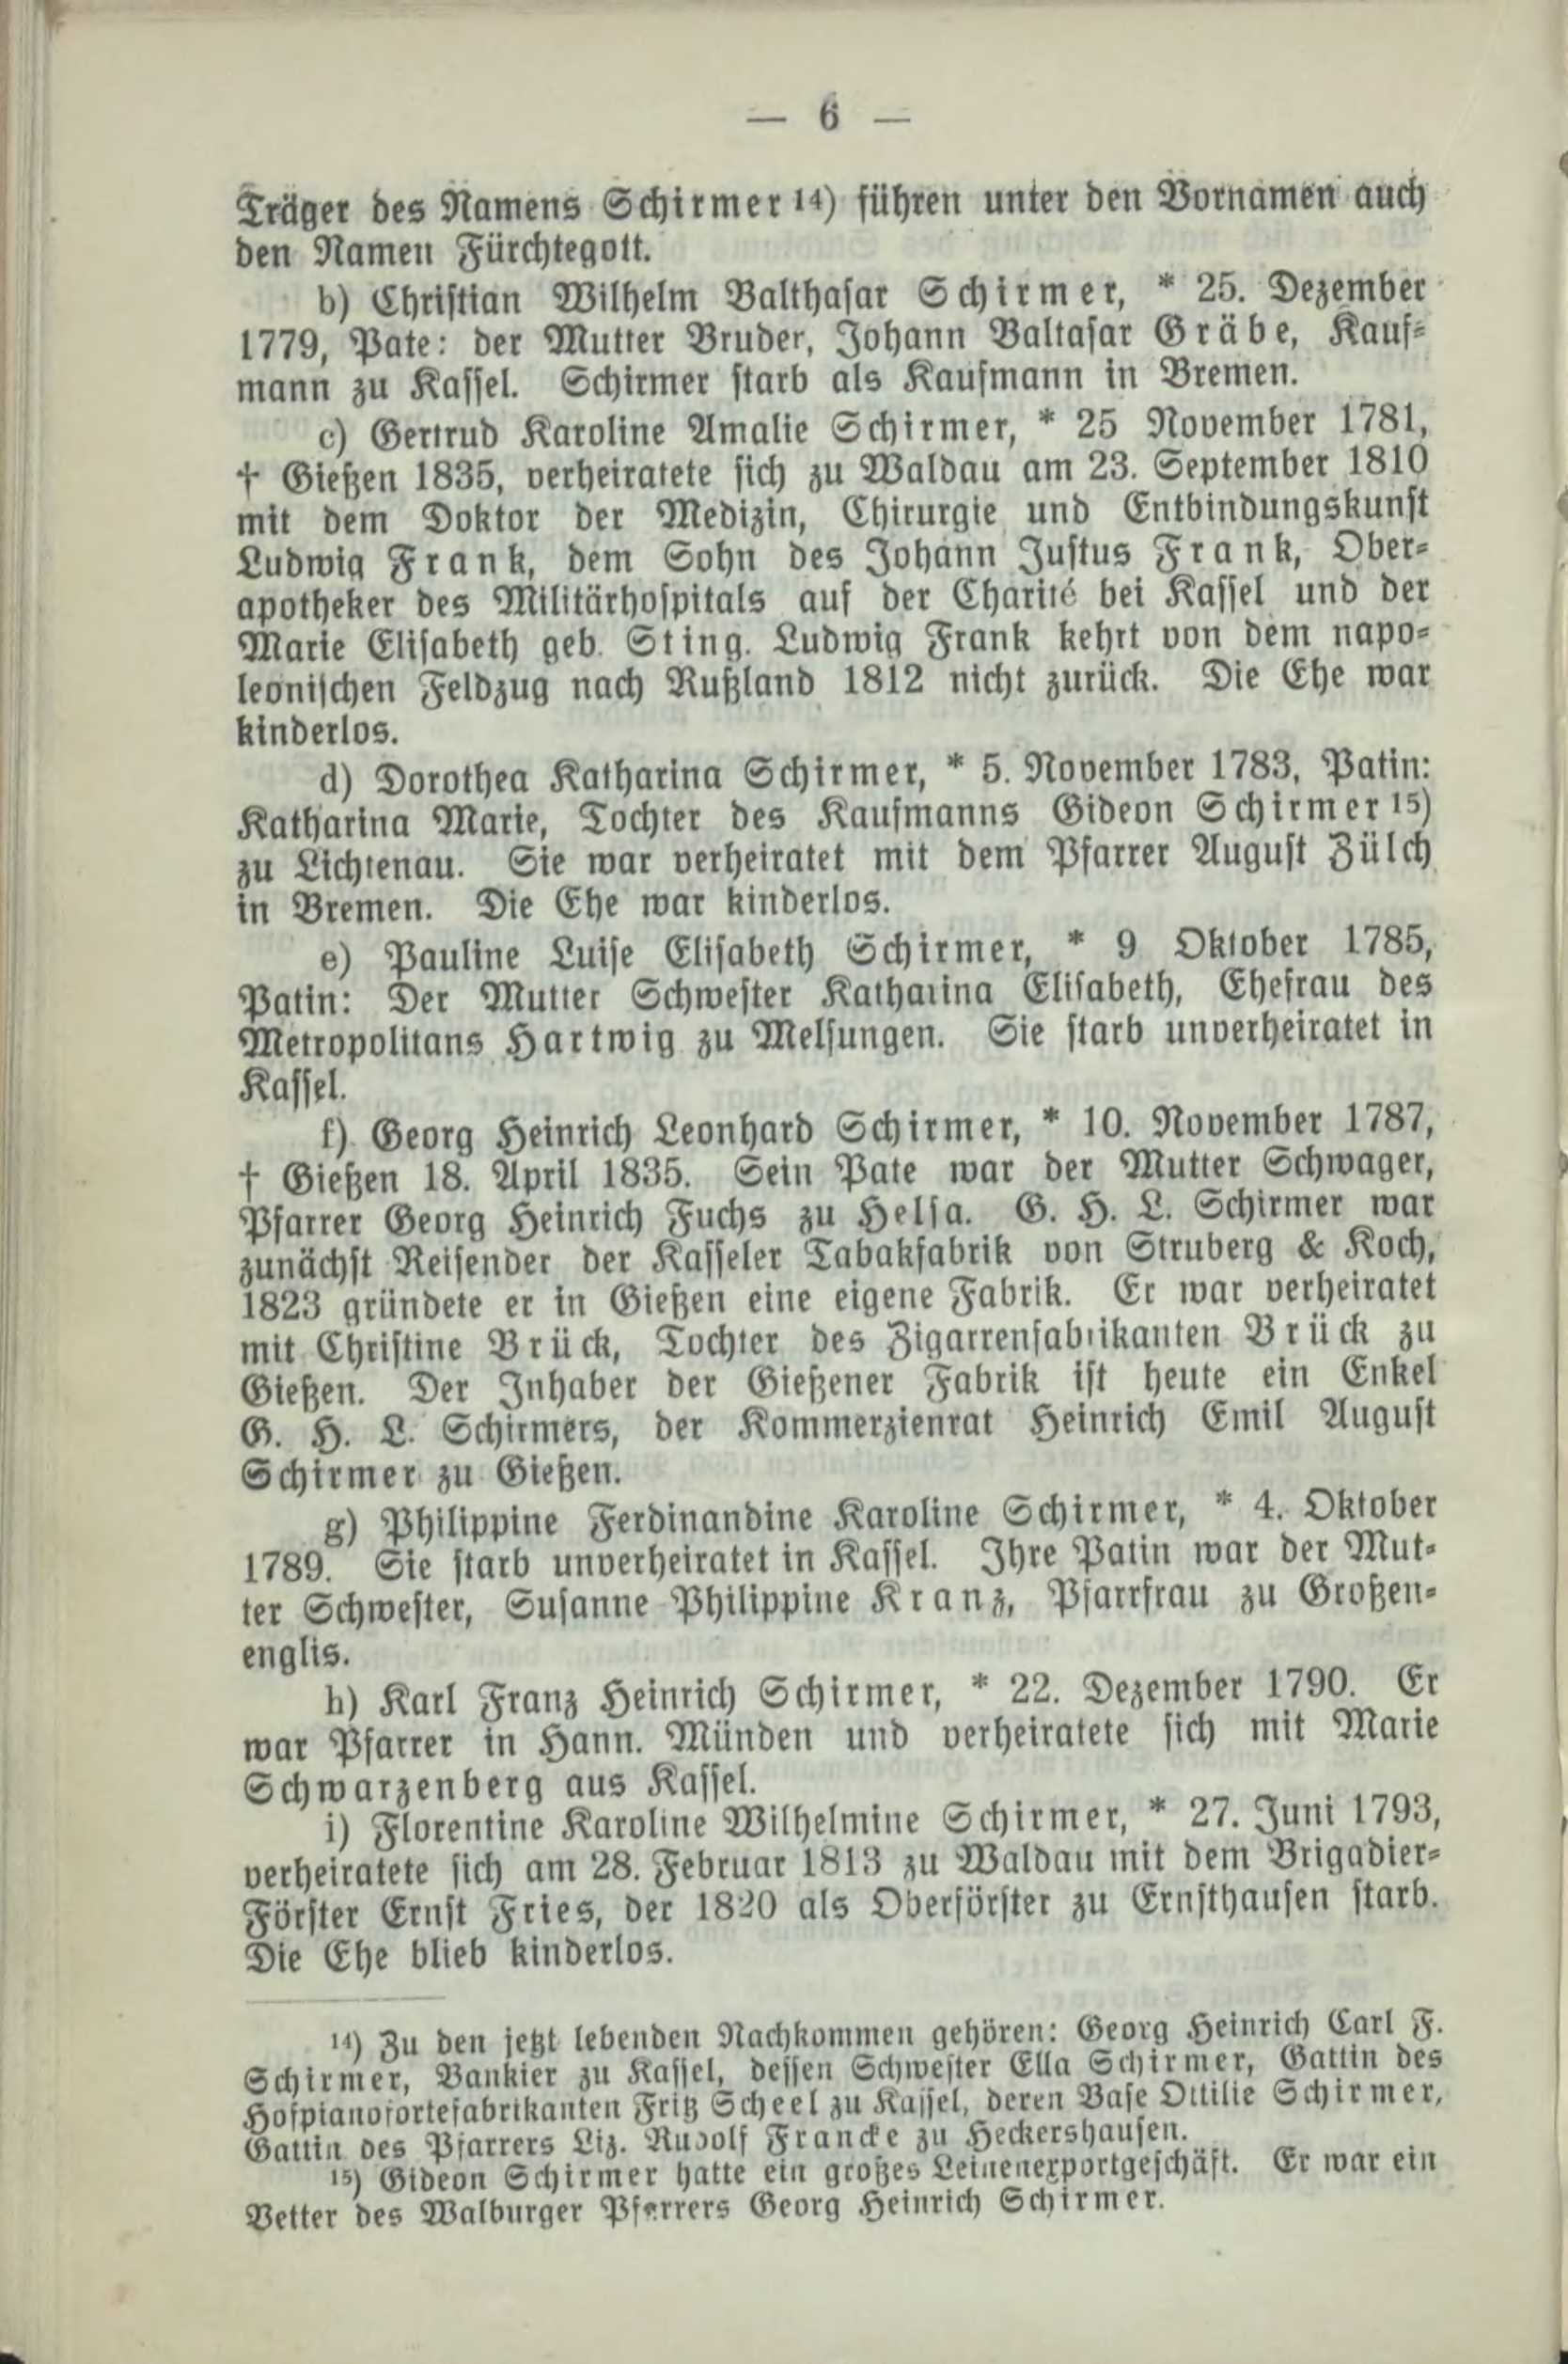 — 6 —
Träger des Namens Schirmer 14) führen unter den Vornamen auch
den Namen Fürchtegott.
b) Christian Wilhelm Balthasar Schirmer, * 25. Dezember
1779, Pate: der Mutter Bruder, Johann Baltasar Gräbe, Kauf-
mann zu Kassel. Schirmer starb als Kaufmann in Bremen.
c) Gertrud Karoline Amalie Schirmer, * 25 November 1781,
† Gießen 1835, verheiratete sich zu Waldau am 23. September 1810
mit dem Doktor der Medizin, Chirurgie und Entbindungskunst
Ludwig Frank, dem Sohn des Johann Justus Frank, Ober-
apotheker des Militärhospitals auf der Charité bei Kassel und der
Marie Elisabeth geb. Sting. Ludwig Frank kehrt von dem napo-
leonischen Feldzug nach Rußland 1812 nicht zurück. Die Ehe war
kinderlos.
d) Dorothea Katharina Schirmer, * 5. November 1783, Patin:
Katharina Marie, Tochter des Kaufmanns Gideon Schirmer 15)
zu Lichtenau. Sie war verheiratet mit dem Pfarrer August Zülch
in Bremen. Die Ehe war kinderlos.
e) Pauline Luise Elisabeth Schirmer, * 9 Oktober 1785,
Patin: Der Mutter Schwester Katharina Elisabeth, Ehefrau des
Metropolitans Hartwig zu Melsungen. Sie starb unverheiratet in
Kassel.
f) Georg Heinrich Leonhard Schirmer, * 10. November 1787,
† Gießen 18. April 1835. Sein Pate war der Mutter Schwager,
Pfarrer Georg Heinrich Fuchs zu Helsa. G. H. L. Schirmer war
zunächst Reisender der Kasseler Tabakfabrik von Struberg & Koch,
1823 gründete er in Gießen eine eigene Fabrik. Er war verheiratet
mit Christine Brück, Tochter des Zigarrenfabrikanten Brück zu
Gießen. Der Inhaber der Gießener Fabrik ist heute ein Enkel
G. H. L. Schirmers, der Kommerzienrat Heinrich Emil August
Schirmer zu Gießen.
g) Philippine Ferdinandine Karoline Schirmer, * 4. Oktober
1789. Sie starb unverheiratet in Kassel. Ihre Patin war der Mut-
ter Schwester, Susanne Philippine Kranz, Pfarrfrau zu Großen-
englis.
h) Karl Franz Heinrich Schirmer, * 22. Dezember 1790. Er
war Pfarrer in Hann. Münden und verheiratete sich mit Marie
Schwarzenberg aus Kassel.
i) Florentine Karoline Wilhelmine Schirmer, * 27. Juni 1793,
verheiratete sich am 28. Februar 1813 zu Waldau mit dem Brigadier-
Förster Ernst Fries, der 1820 als Oberförster zu Ernsthausen starb.
Die Ehe blieb kinderlos.
14) Zu den jetzt lebenden Nachkommen gehören: Georg Heinrich Carl F.
Schirmer, Bankier zu Kassel, dessen Schwester Ella Schirmer, Gattin des
Hofpianofortefabrikanten Fritz Scheel zu Kassel, deren Base Ottilie Schirmer,
Gattin des Pfarrers Liz. Rudolf Francke zu Heckershausen.
15) Gideon Schirmer hatte ein großes Leinenexportgeschäft. Er war ein
Vetter des Walburger Pfarrers Georg Heinrich Schirmer.